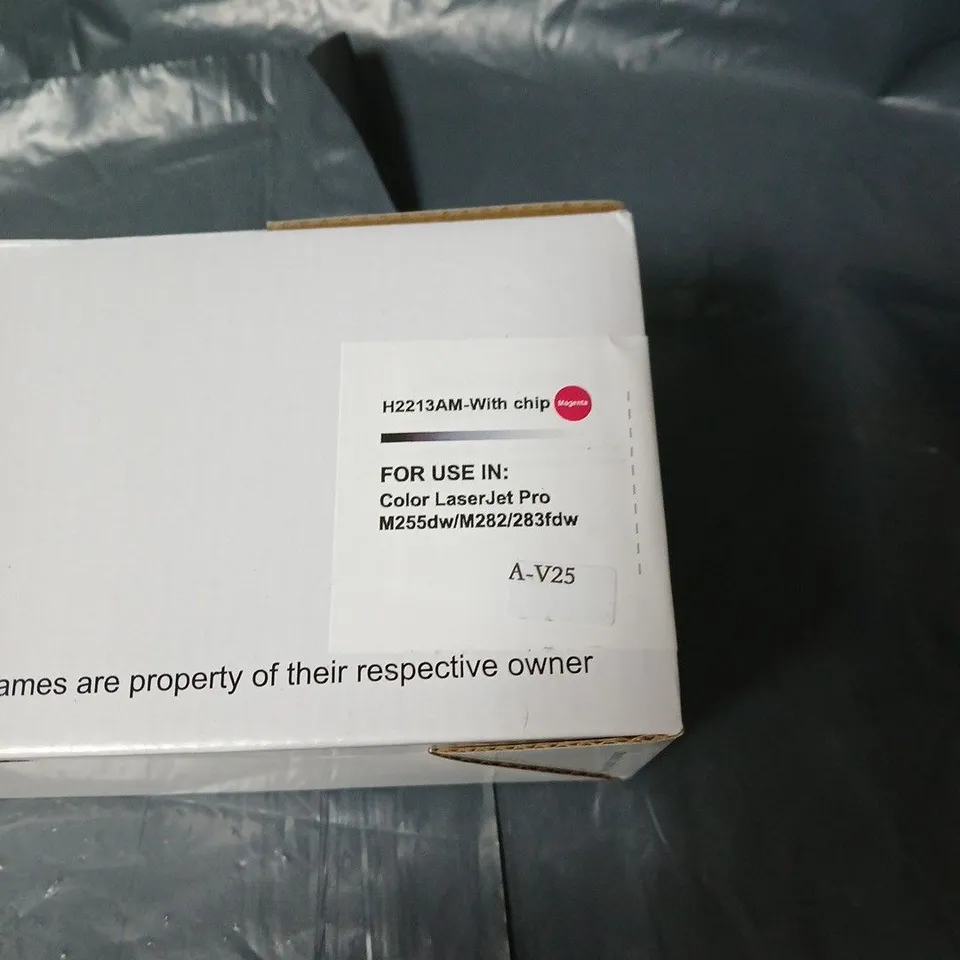 H2213AM-With chip Magenta
FOR USE IN:
Color LaserJet Pro
M255dw/M282/283fdw
A-V25
ames are property of their respective owner